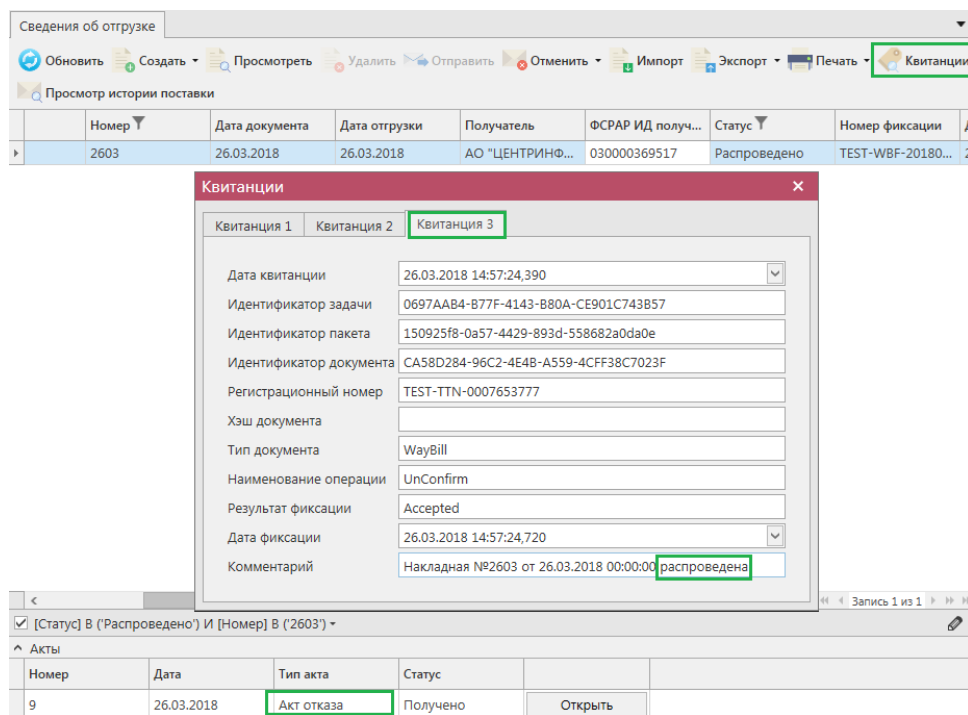 Сведения об отгрузке
Обновить Создать Просмотреть Удалить Отправить Отменить Импорт Экспорт Печать Квитанции
Просмотр истории поставки
Номер Дата документа Дата отгрузки Получатель ФСРАР ИД получ... Статус Номер фиксации
2603 26.03.2018 26.03.2018 АО "ЦЕНТРИНФ... 030000369517 Распроведено TEST-WBF-20180...
Квитанции
Квитанция 1 Квитанция 2 Квитанция 3
Дата квитанции 26.03.2018 14:57:24,390
Идентификатор задачи 0697AAB4-B77F-4143-B80A-CE901C743B57
Идентификатор пакета 150925f8-0a57-4429-893d-558682a0da0e
Идентификатор документа CA58D284-96C2-4E4B-A559-4CFF38C7023F
Регистрационный номер TEST-TTN-0007653777
Хэш документа
Тип документа WayBill
Наименование операции UnConfirm
Результат фиксации Accepted
Дата фиксации 26.03.2018 14:57:24,720
Комментарий Накладная №2603 от 26.03.2018 00:00:00 распроведена
Запись 1 из 1
[Статус] В ('Распроведено') И [Номер] В ('2603')
Акты
Номер Дата Тип акта Статус
9 26.03.2018 Акт отказа Получено Открыть